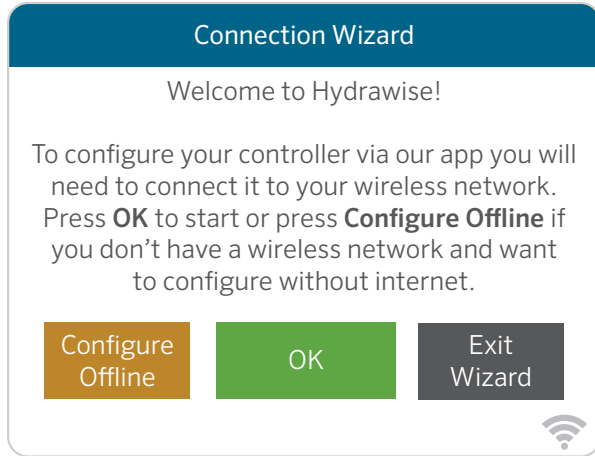 Connection Wizard
Welcome to Hydrawise!
To configure your controller via our app you will
need to connect it to your wireless network.
Press OK to start or press Configure Offline if
you don't have a wireless network and want
to configure without internet.
Configure
Offline
OK
Exit
Wizard